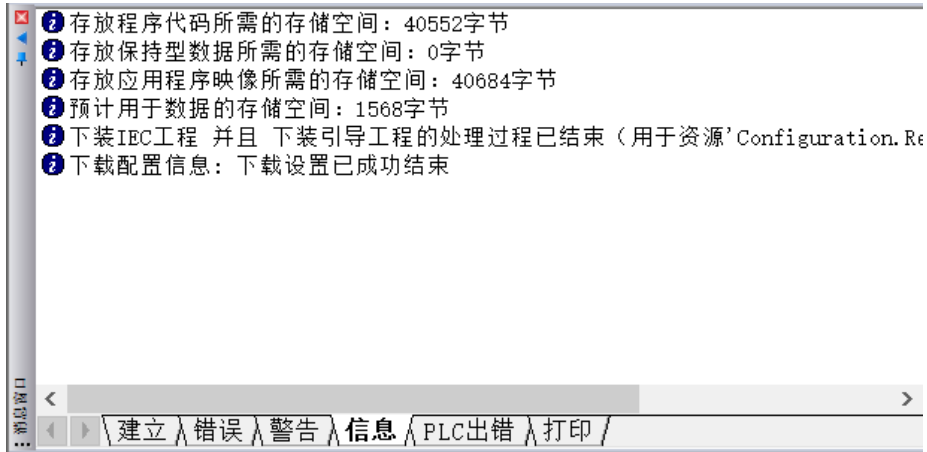 存放程序代码所需的存储空间: 40552字节
存放保持型数据所需的存储空间: 0字节
存放应用程序映像所需的存储空间: 40684字节
预计用于数据的存储空间: 1568字节
下装IEC工程 并且 下装引导工程的处理过程已结束 (用于资源'Configuration.Re
下载配置信息: 下载设置已成功结束
消息窗口
建立 错误 警告 信息 PLC出错 打印